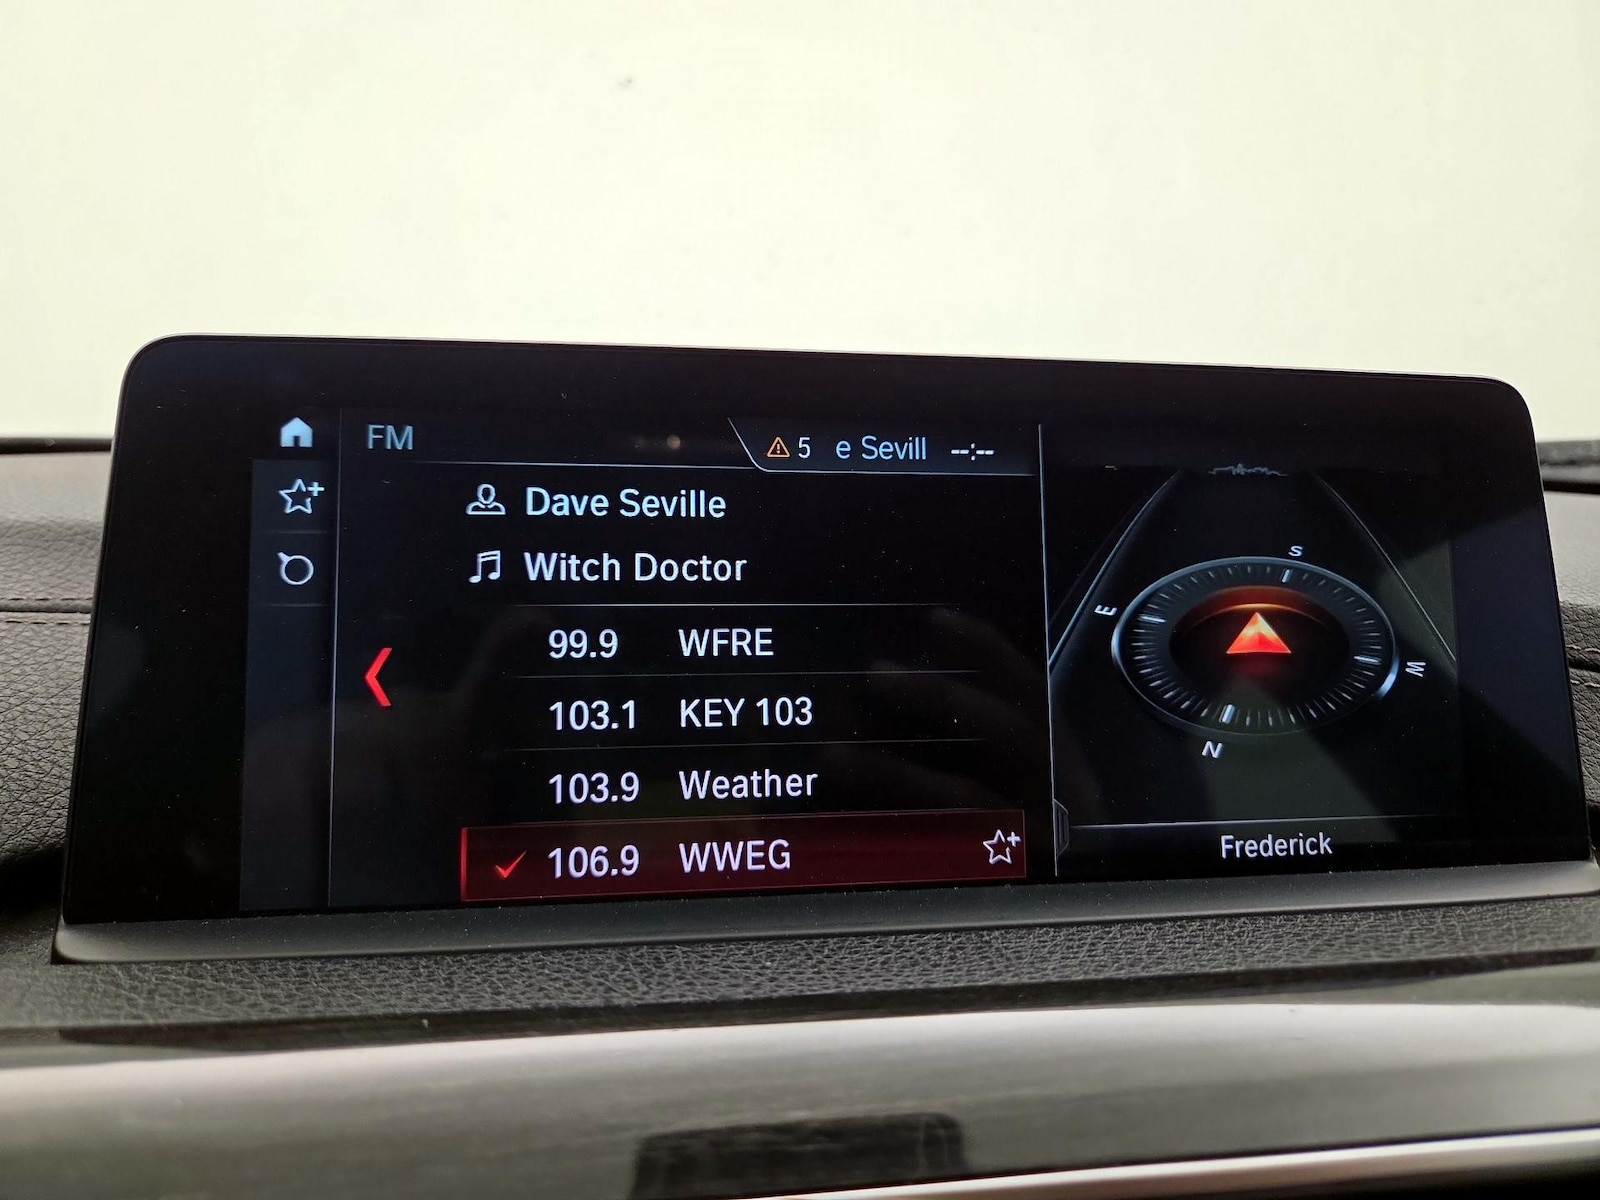 FM
5 e Sevill --:--
Dave Seville
Witch Doctor
99.9 WFRE
103.1 KEY 103
103.9 Weather
106.9 WWEG
S
E
W
N
Frederick